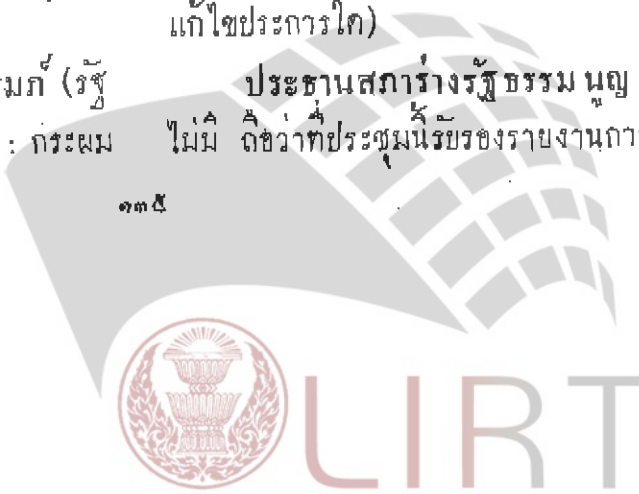 แก้ไขประการใด)
รมภ์ (รัฐ ประธานสภาร่างรัฐธรรมนูญ
: กระผม ไม่มี ถือว่าที่ประชุมนี้รับรองรายงานการ
๑๓๕
LIRT